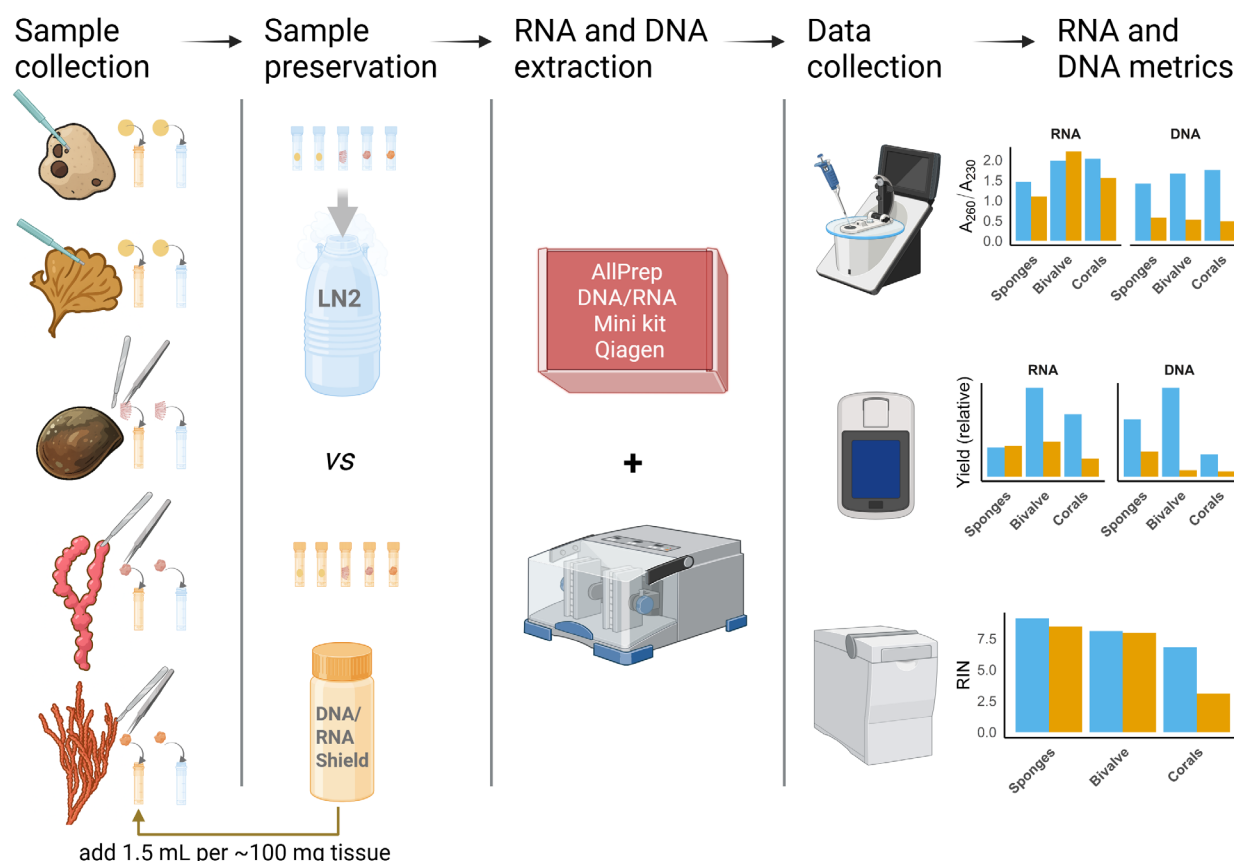 Sample
collection
Sample
preservation
RNA and DNA
extraction
Data
collection
RNA and
DNA metrics
LN2
vs
DNA/
RNA
Shield
add 1.5 mL per ~100 mg tissue
AllPrep
DNA/RNA
Mini kit
Qiagen
+
RNA
DNA
A260/ A230
2.0
1.5
1.0
0.5
0.0
Sponges
Bivalve
Corals
Sponges
Bivalve
Corals
RNA
DNA
Yield (relative)
Sponges
Bivalve
Corals
Sponges
Bivalve
Corals
RIN
7.5
5.0
2.5
0.0
Sponges
Bivalve
Corals